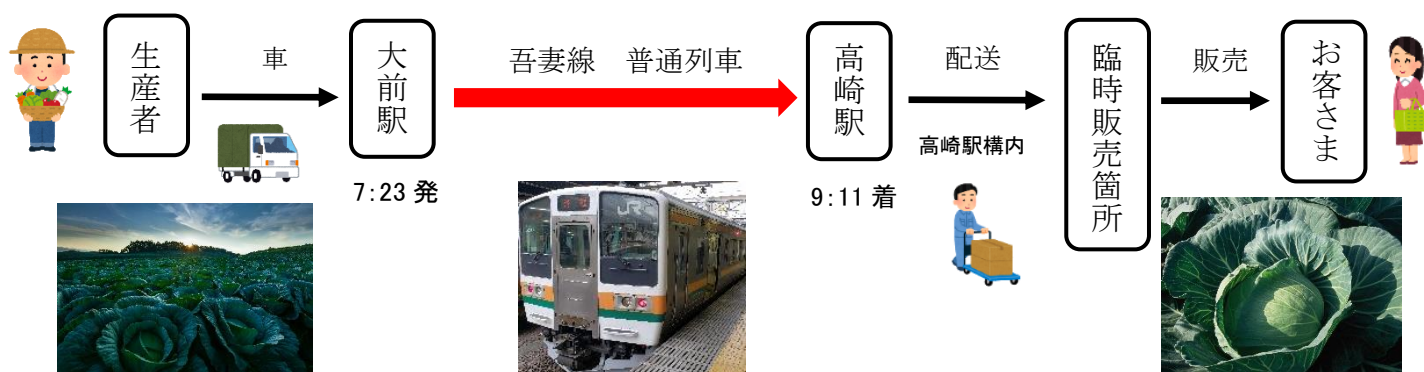 生産者
車
大前駅
7:23 発
吾妻線　普通列車
JR
高崎駅
9:11 着
配送
高崎駅構内
臨時販売箇所
販売
お客さま